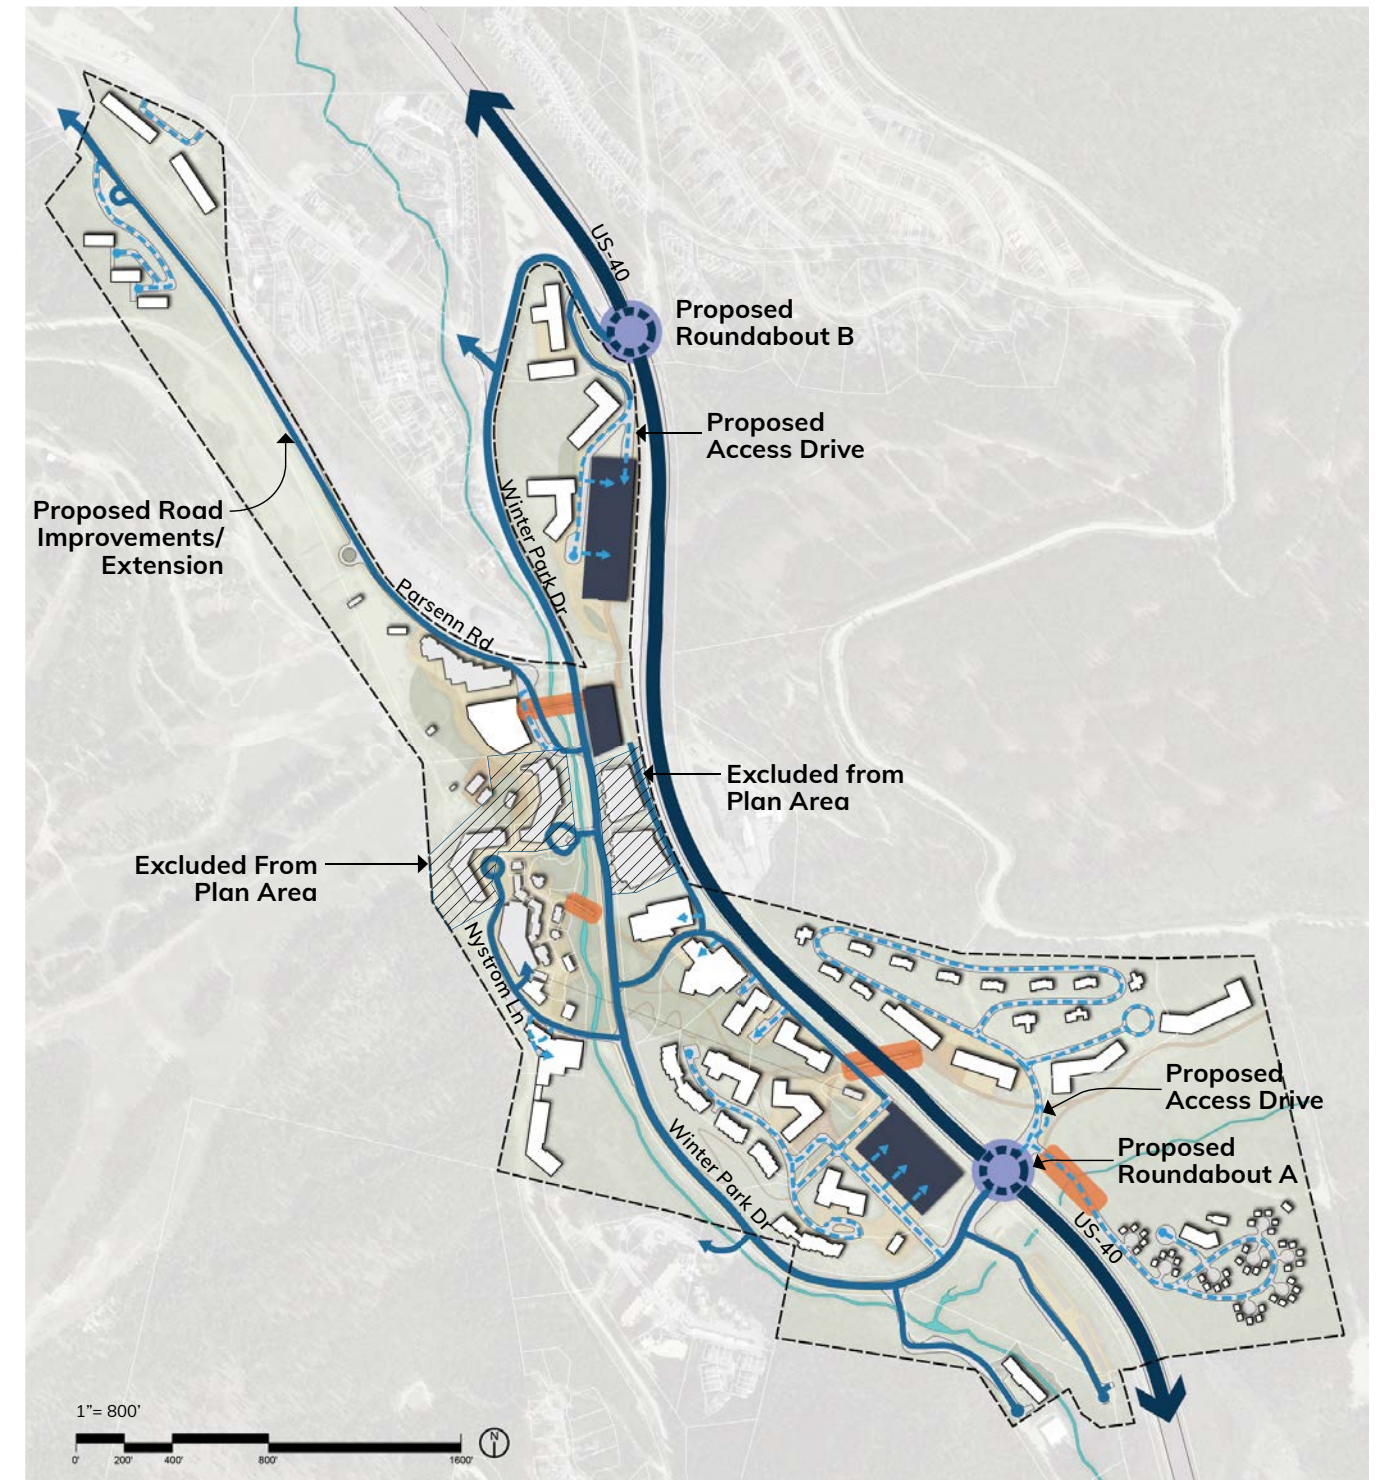 US-40
Proposed
Roundabout B
Proposed
Access Drive
Winter Park Dr
Proposed Road
Improvements/
Extension
Parsenn Rd
Excluded from
Plan Area
Excluded From
Plan Area
Nystrom Ln
Proposed
Access Drive
Proposed
Roundabout A
Winter Park Dr
US-40
1”= 800’
0' 200' 400' 800' 1600'
N